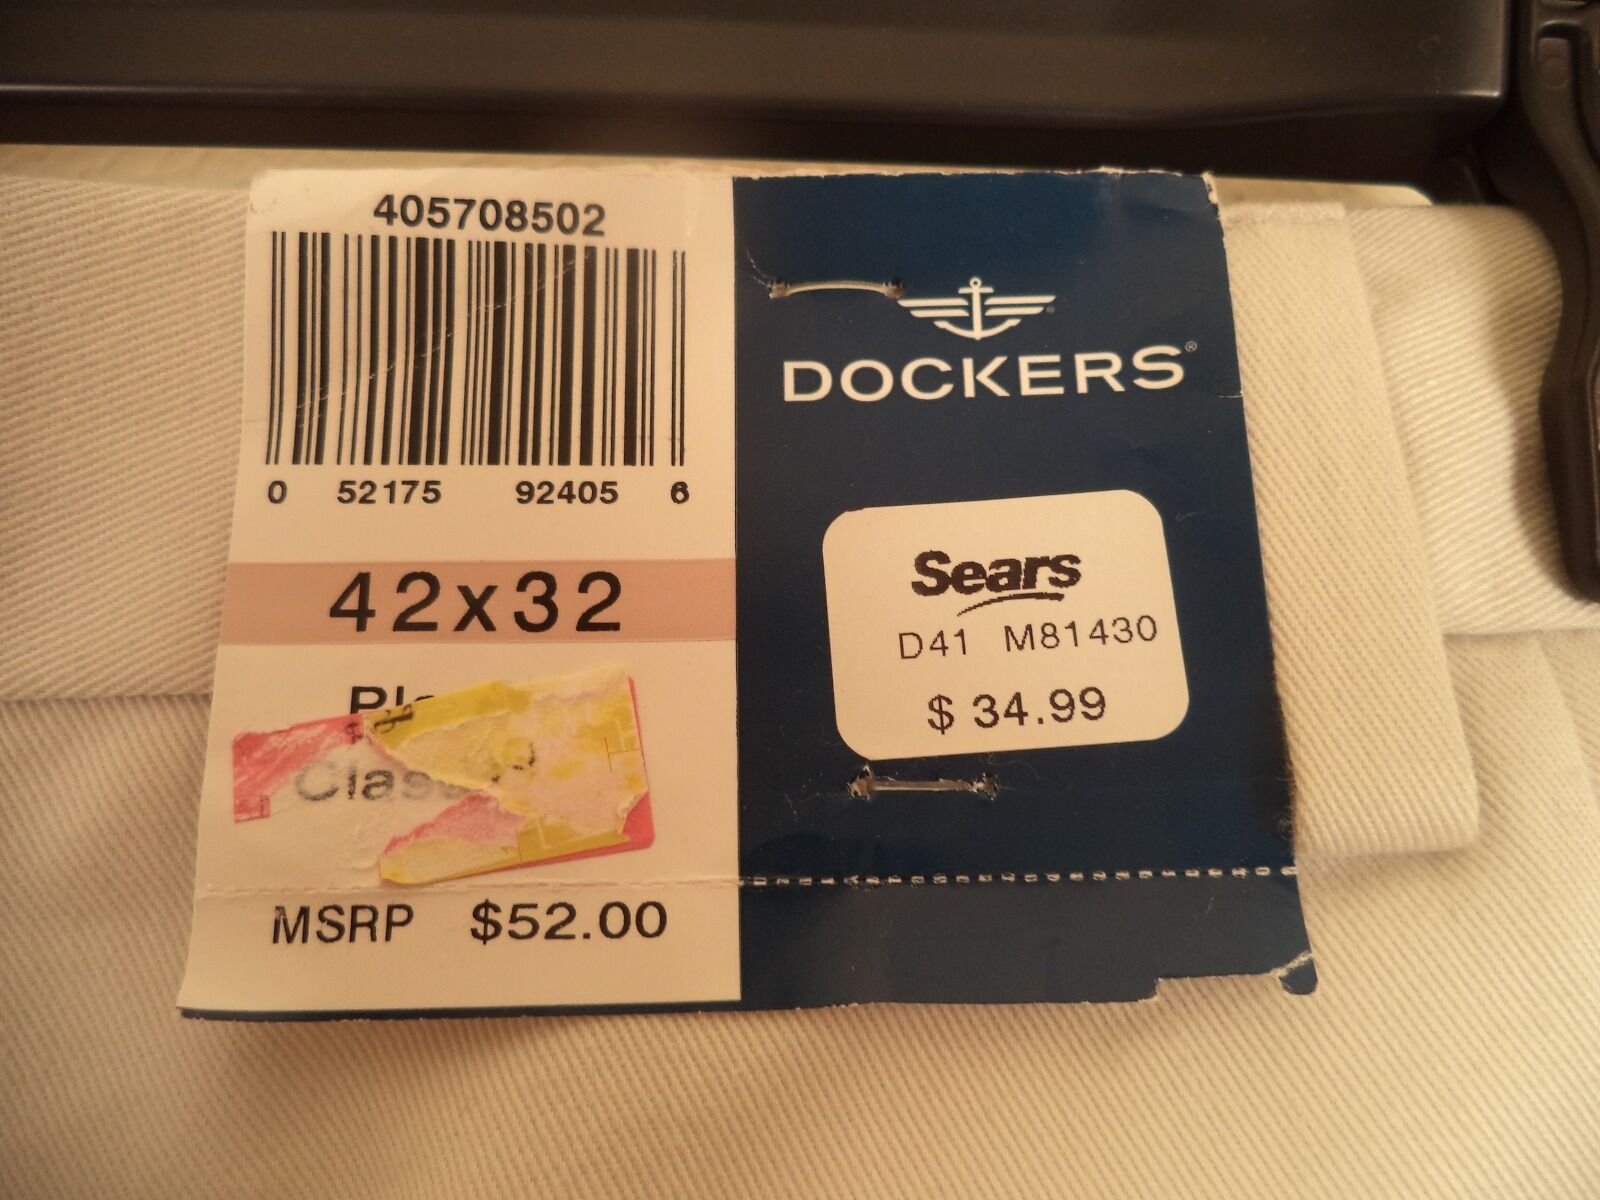 405708502
0 52175 92405 6
42x32
MSRP $52.00
DOCKERS®
Sears
D41 M81430
$ 34.99